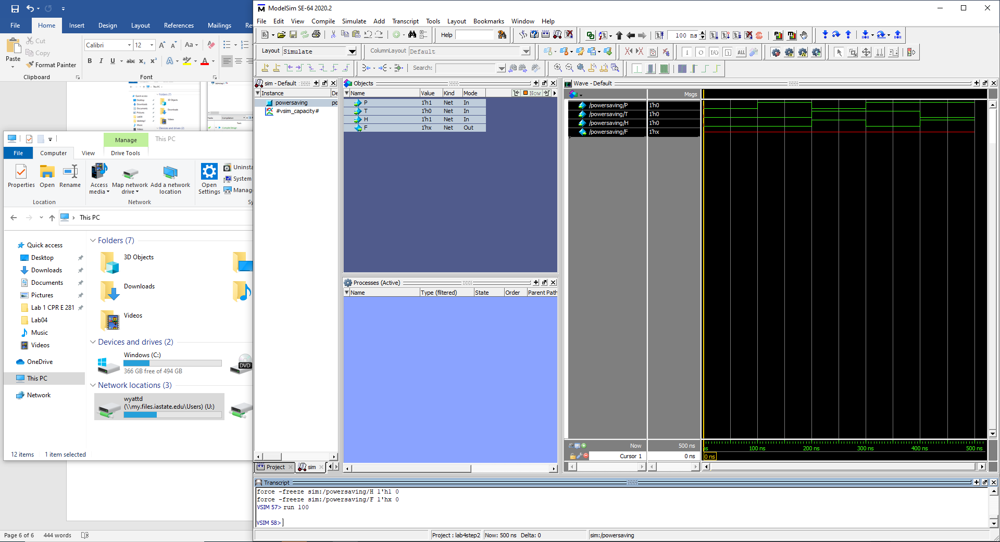 File
Home
Insert
Design
Layout
References
Mailings
Paste
Cut
Copy
Format Painter
Clipboard
Calibri
12
Font
Manage
This PC
File
Computer
View
Drive Tools
Properties
Open
Rename
Access media
Map network drive
Add a network location
Open Settings
Uninsta
System
Manag
Location
Network
Sy
This PC
Quick access
Desktop
Downloads
Documents
Pictures
Lab 1 CPR E 281
Lab04
Music
Videos
OneDrive
This PC
Network
Folders (7)
3D Objects
Downloads
Videos
Devices and drives (2)
Windows (C:)
366 GB free of 494 GB
DVD
Network locations (3)
wyattd
(\\my.files.iastate.edu\Users) (U:)
12 items 1 item selected
Page 6 of 6 444 words
ModelSim SE-64 2020.2
File Edit View Compile Simulate Add Transcript Tools Layout Bookmarks Window Help
Help
100 ns
Layout Simulate
ColumnLayout Default
ALL
Search:
sim - Default
Instance De
powersaving po
#vsim_capacity#
Objects
Name Value Kind Mode Now
P 1'h1 Net In
T 1'h0 Net In
H 1'h1 Net In
F 1'hx Net Out
Processes (Active)
Name Type (filtered) State Order Parent Path
Project sim
Wave - Default
Msgs
/powersaving/P 1'h0
/powersaving/T 1'h0
/powersaving/H 1'h0
/powersaving/F 1'hx
Now 500 ns
ns 100 ns 200 ns 300 ns 400 ns 500 ns
Cursor 1 0 ns
0 ns
Transcript
force -freeze sim:/powersaving/H 1'h1 0
force -freeze sim:/powersaving/F 1'hx 0
VSIM 57> run 100
VSIM 58>
Project : lab4step2 Now: 500 ns Delta: 0 sim:/powersaving